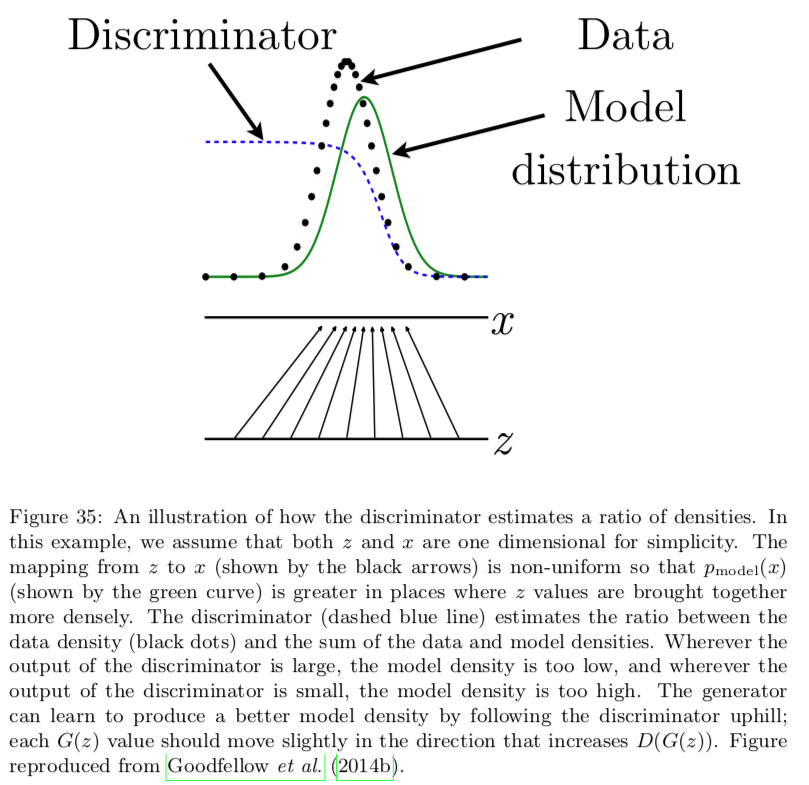 Discriminator
Data
Model
distribution
x
z
Figure 35: An illustration of how the discriminator estimates a ratio of densities. In
this example, we assume that both z and x are one dimensional for simplicity. The
mapping from z to x (shown by the black arrows) is non-uniform so that pmodel(x)
(shown by the green curve) is greater in places where z values are brought together
more densely. The discriminator (dashed blue line) estimates the ratio between the
data density (black dots) and the sum of the data and model densities. Wherever the
output of the discriminator is large, the model density is too low, and wherever the
output of the discriminator is small, the model density is too high. The generator
can learn to produce a better model density by following the discriminator uphill;
each G(z) value should move slightly in the direction that increases D(G(z)). Figure
reproduced from Goodfellow et al. (2014b).